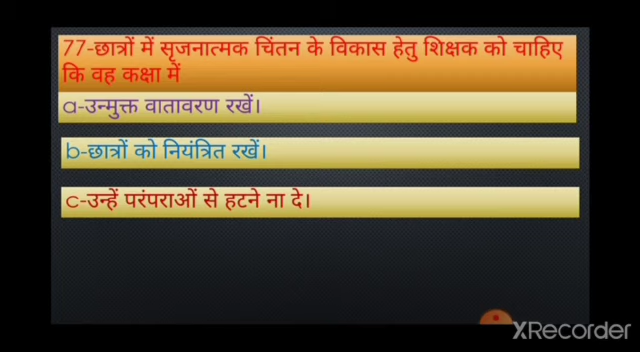 77-छात्रों में सृजनात्मक चिंतन के विकास हेतु शिक्षक को चाहिए
कि वह कक्षा में
a-उन्मुक्त वातावरण रखें।
b-छात्रों को नियंत्रित रखें।
c-उन्हें परंपराओं से हटने ना दे।
XRecorder